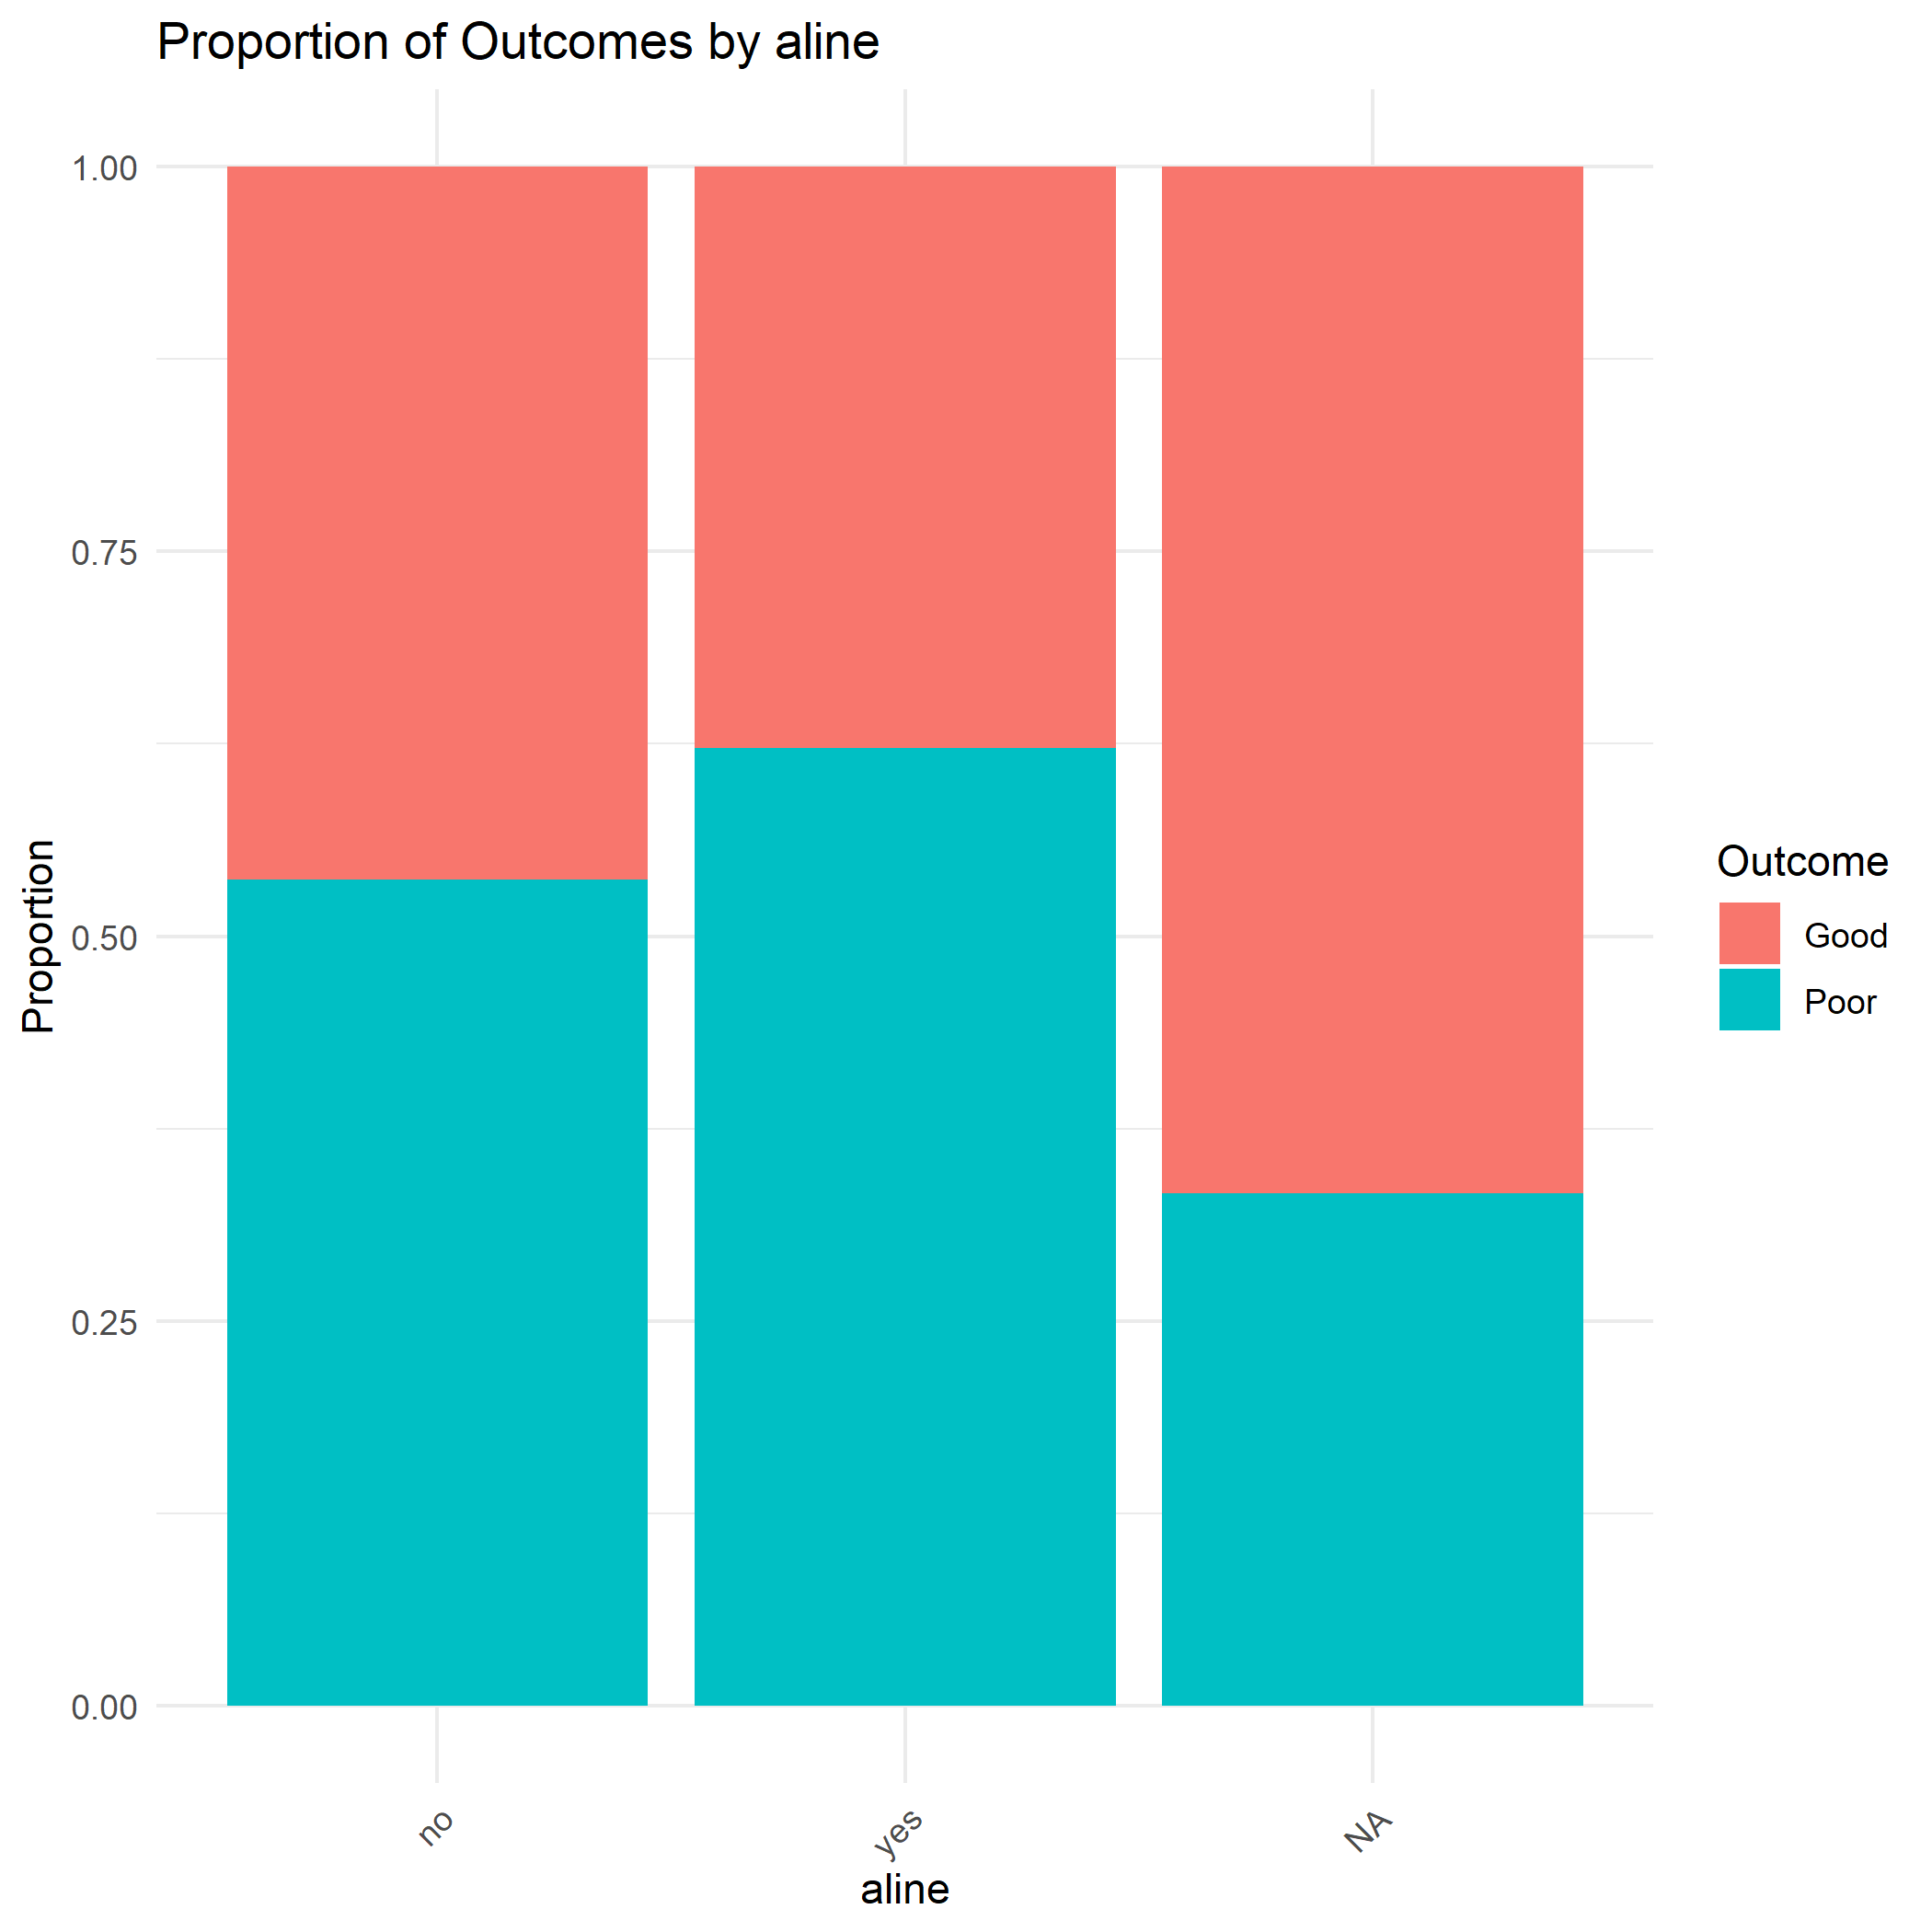 Proportion of Outcomes by aline
1.00
0.75
0.50
0.25
0.00
Proportion
no
yes
NA
aline
Outcome
Good
Poor